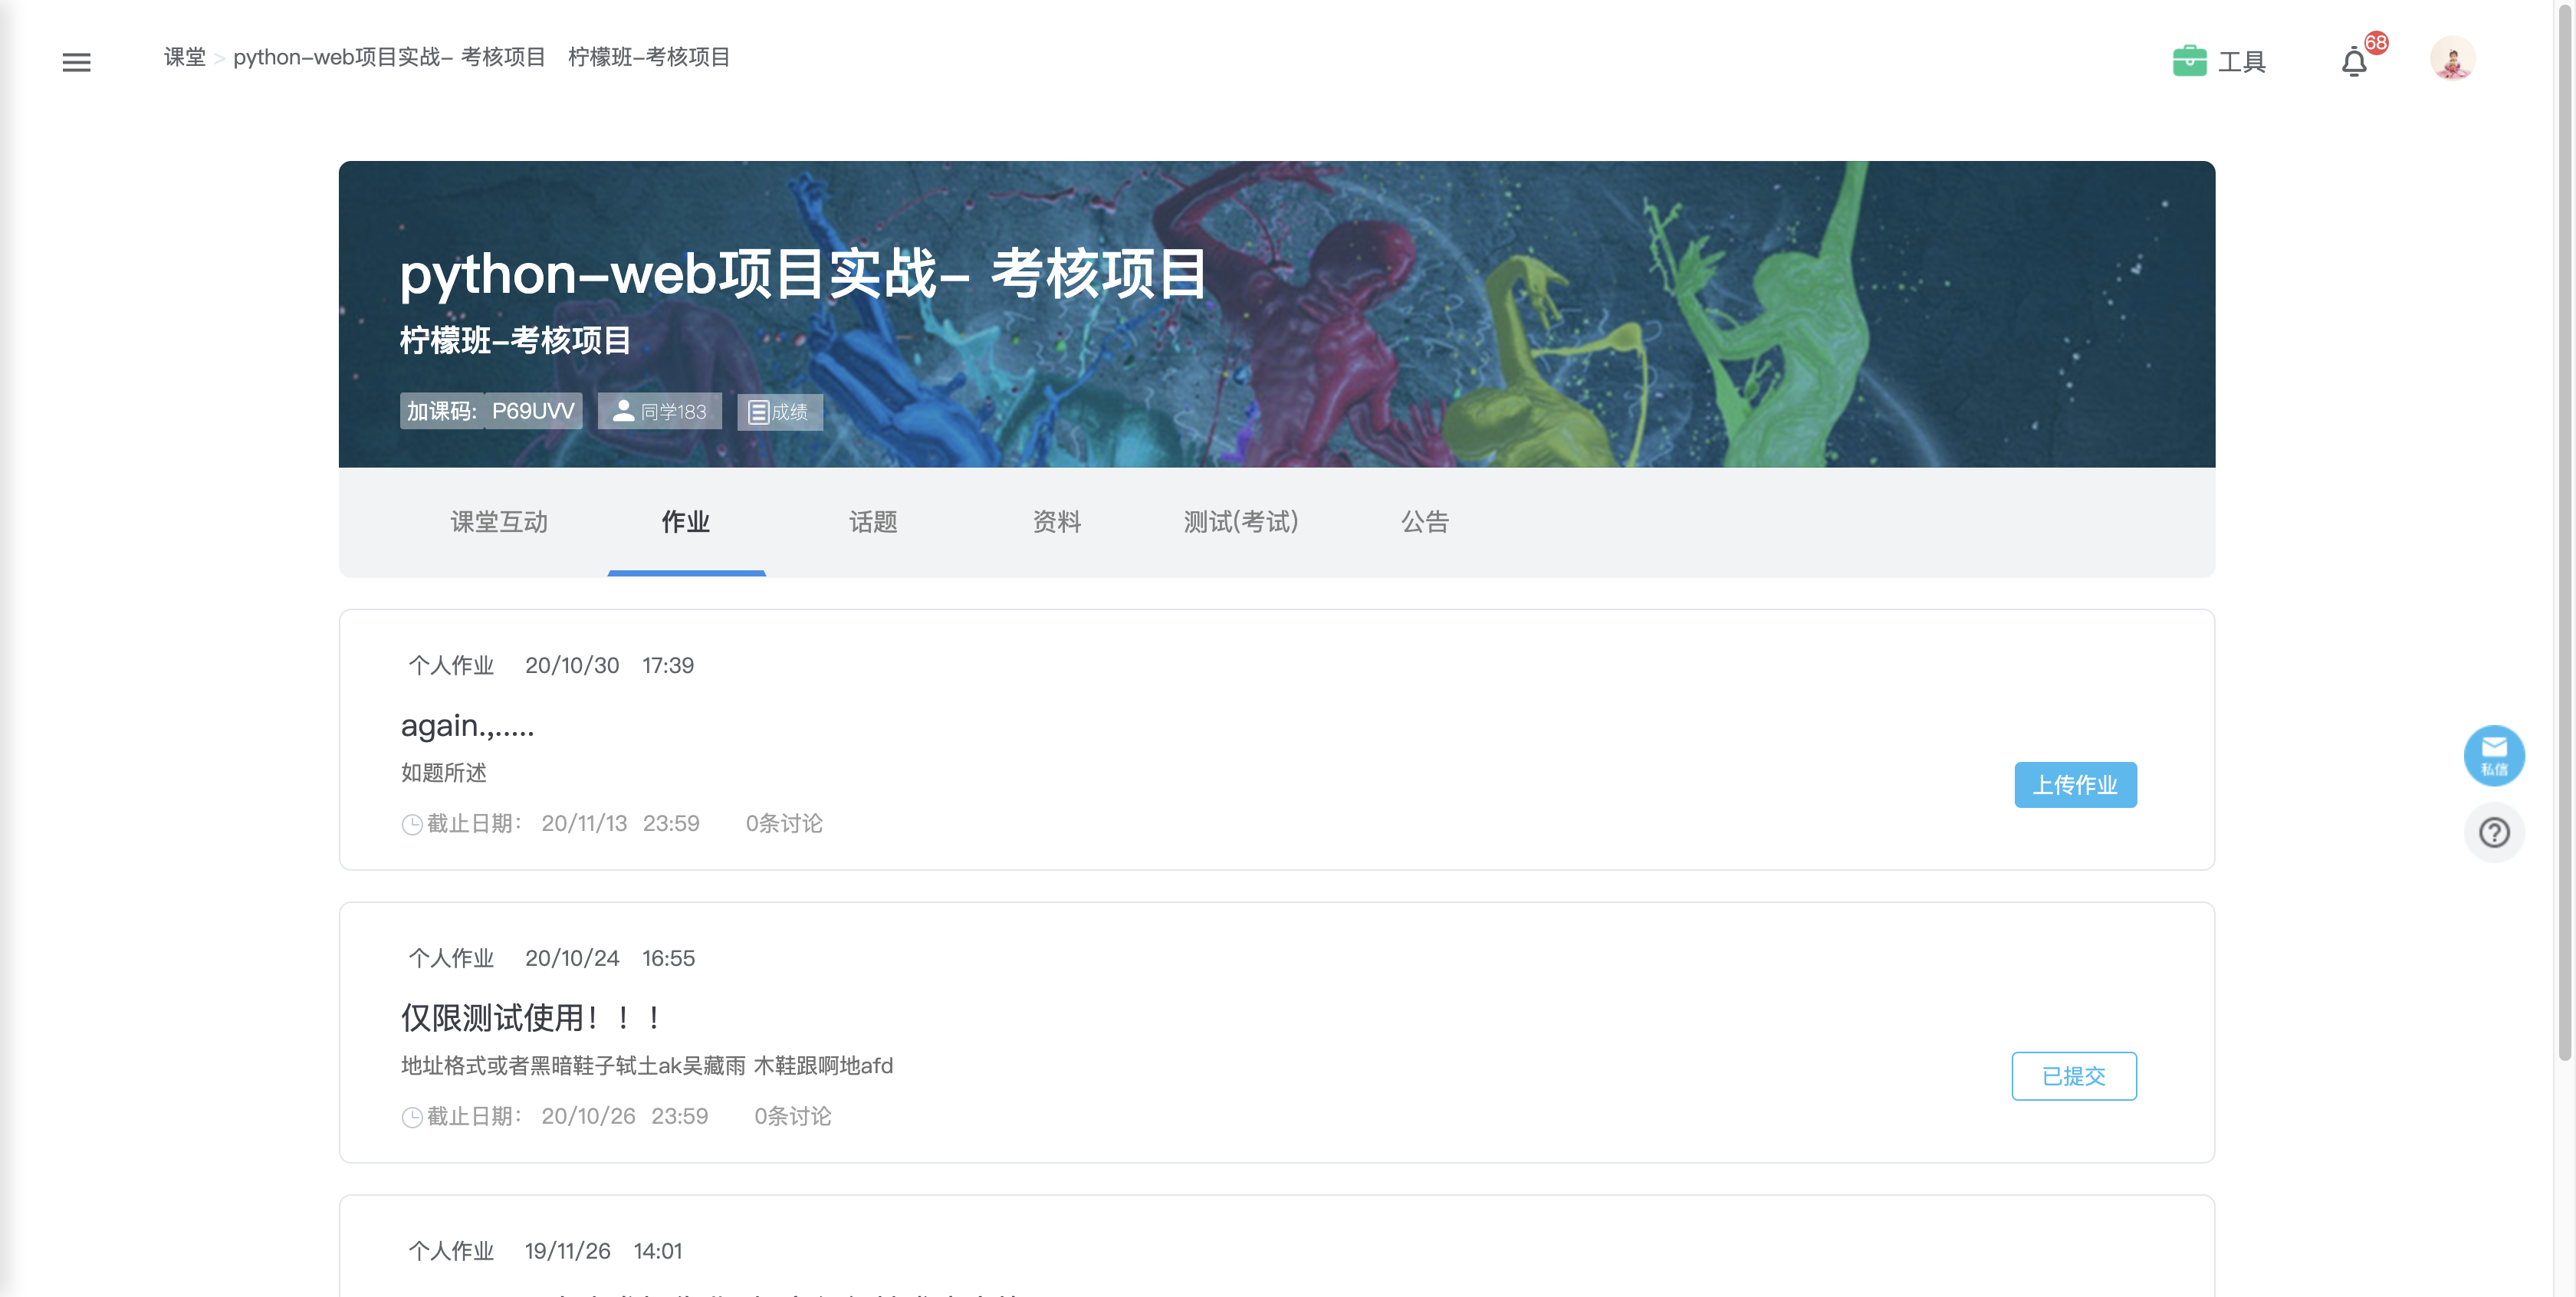 课堂 > python-web项目实战- 考核项目 柠檬班-考核项目
工具
68
python-web项目实战- 考核项目
柠檬班-考核项目
加课码: P69UVV 同学183 成绩
课堂互动 作业 话题 资料 测试(考试) 公告
个人作业 20/10/30 17:39
again.,.....
如题所述
上传作业
截止日期: 20/11/13 23:59 0条讨论
私信
个人作业 20/10/24 16:55
仅限测试使用！！！
地址格式或者黑暗鞋子轼土ak吴藏雨 木鞋跟啊地afd
已提交
截止日期: 20/10/26 23:59 0条讨论
个人作业 19/11/26 14:01